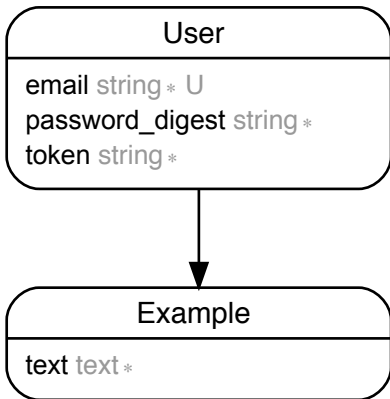 User
email string ∗ U
password_digest string ∗
token string ∗
Example
text text ∗